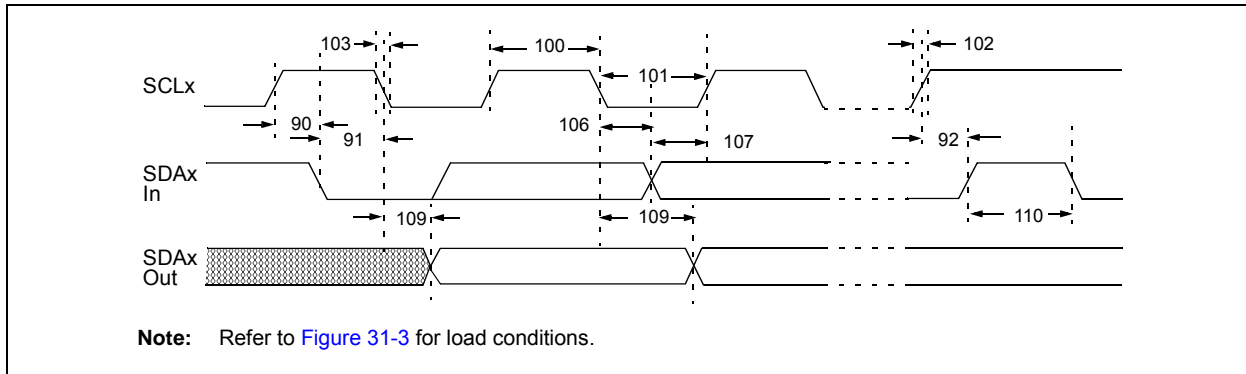 103
100
102
101
SCLx
90
106
91
107
92
SDAx
In
109
109
110
SDAx
Out
Note: Refer to Figure 31-3 for load conditions.